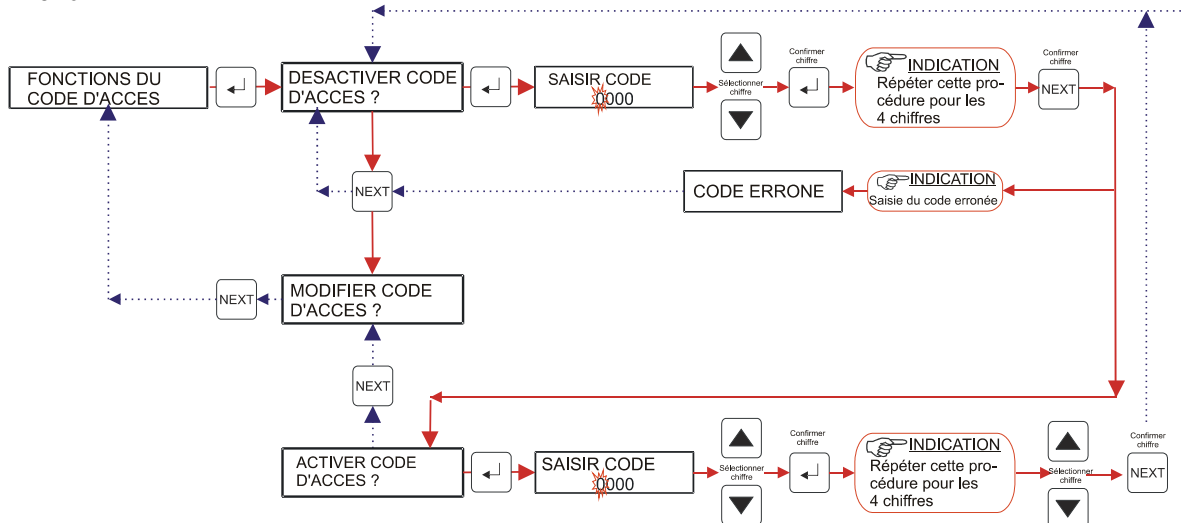 FONCTIONS DU
CODE D'ACCES
DESACTIVER CODE
D'ACCES ?
SAISIR CODE
0000
Sélectionner
chiffre
Confirmer
chiffre
INDICATION
Répéter cette pro-
cédure pour les
4 chiffres
Confirmer
chiffre
NEXT
NEXT
CODE ERRONE
INDICATION
Saisie du code erronée
NEXT
MODIFIER CODE
D'ACCES ?
NEXT
ACTIVER CODE
D'ACCES ?
SAISIR CODE
0000
Sélectionner
chiffre
Confirmer
chiffre
INDICATION
Répéter cette pro-
cédure pour les
4 chiffres
Sélectionner
chiffre
Confirmer
chiffre
NEXT